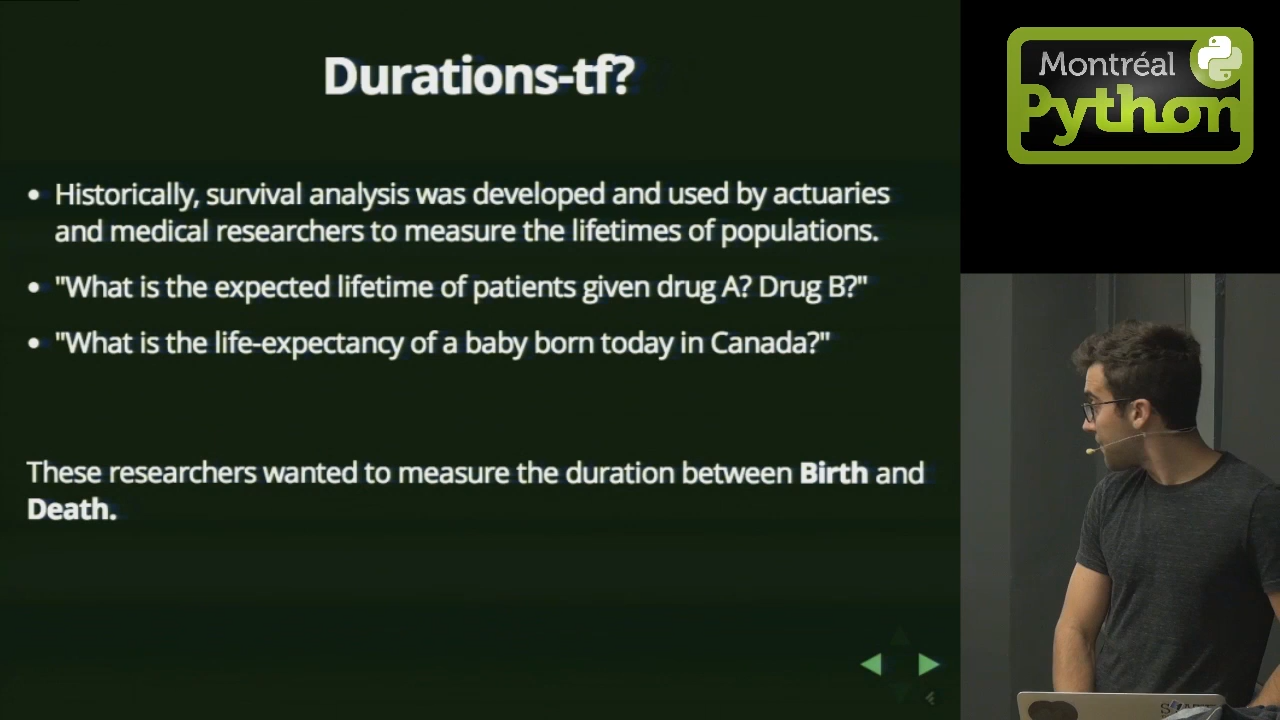 Durations-tf?
• Historically, survival analysis was developed and used by actuaries
and medical researchers to measure the lifetimes of populations.
• "What is the expected lifetime of patients given drug A? Drug B?"
• "What is the life-expectancy of a baby born today in Canada?"
These researchers wanted to measure the duration between Birth and
Death.
Montréal
Python